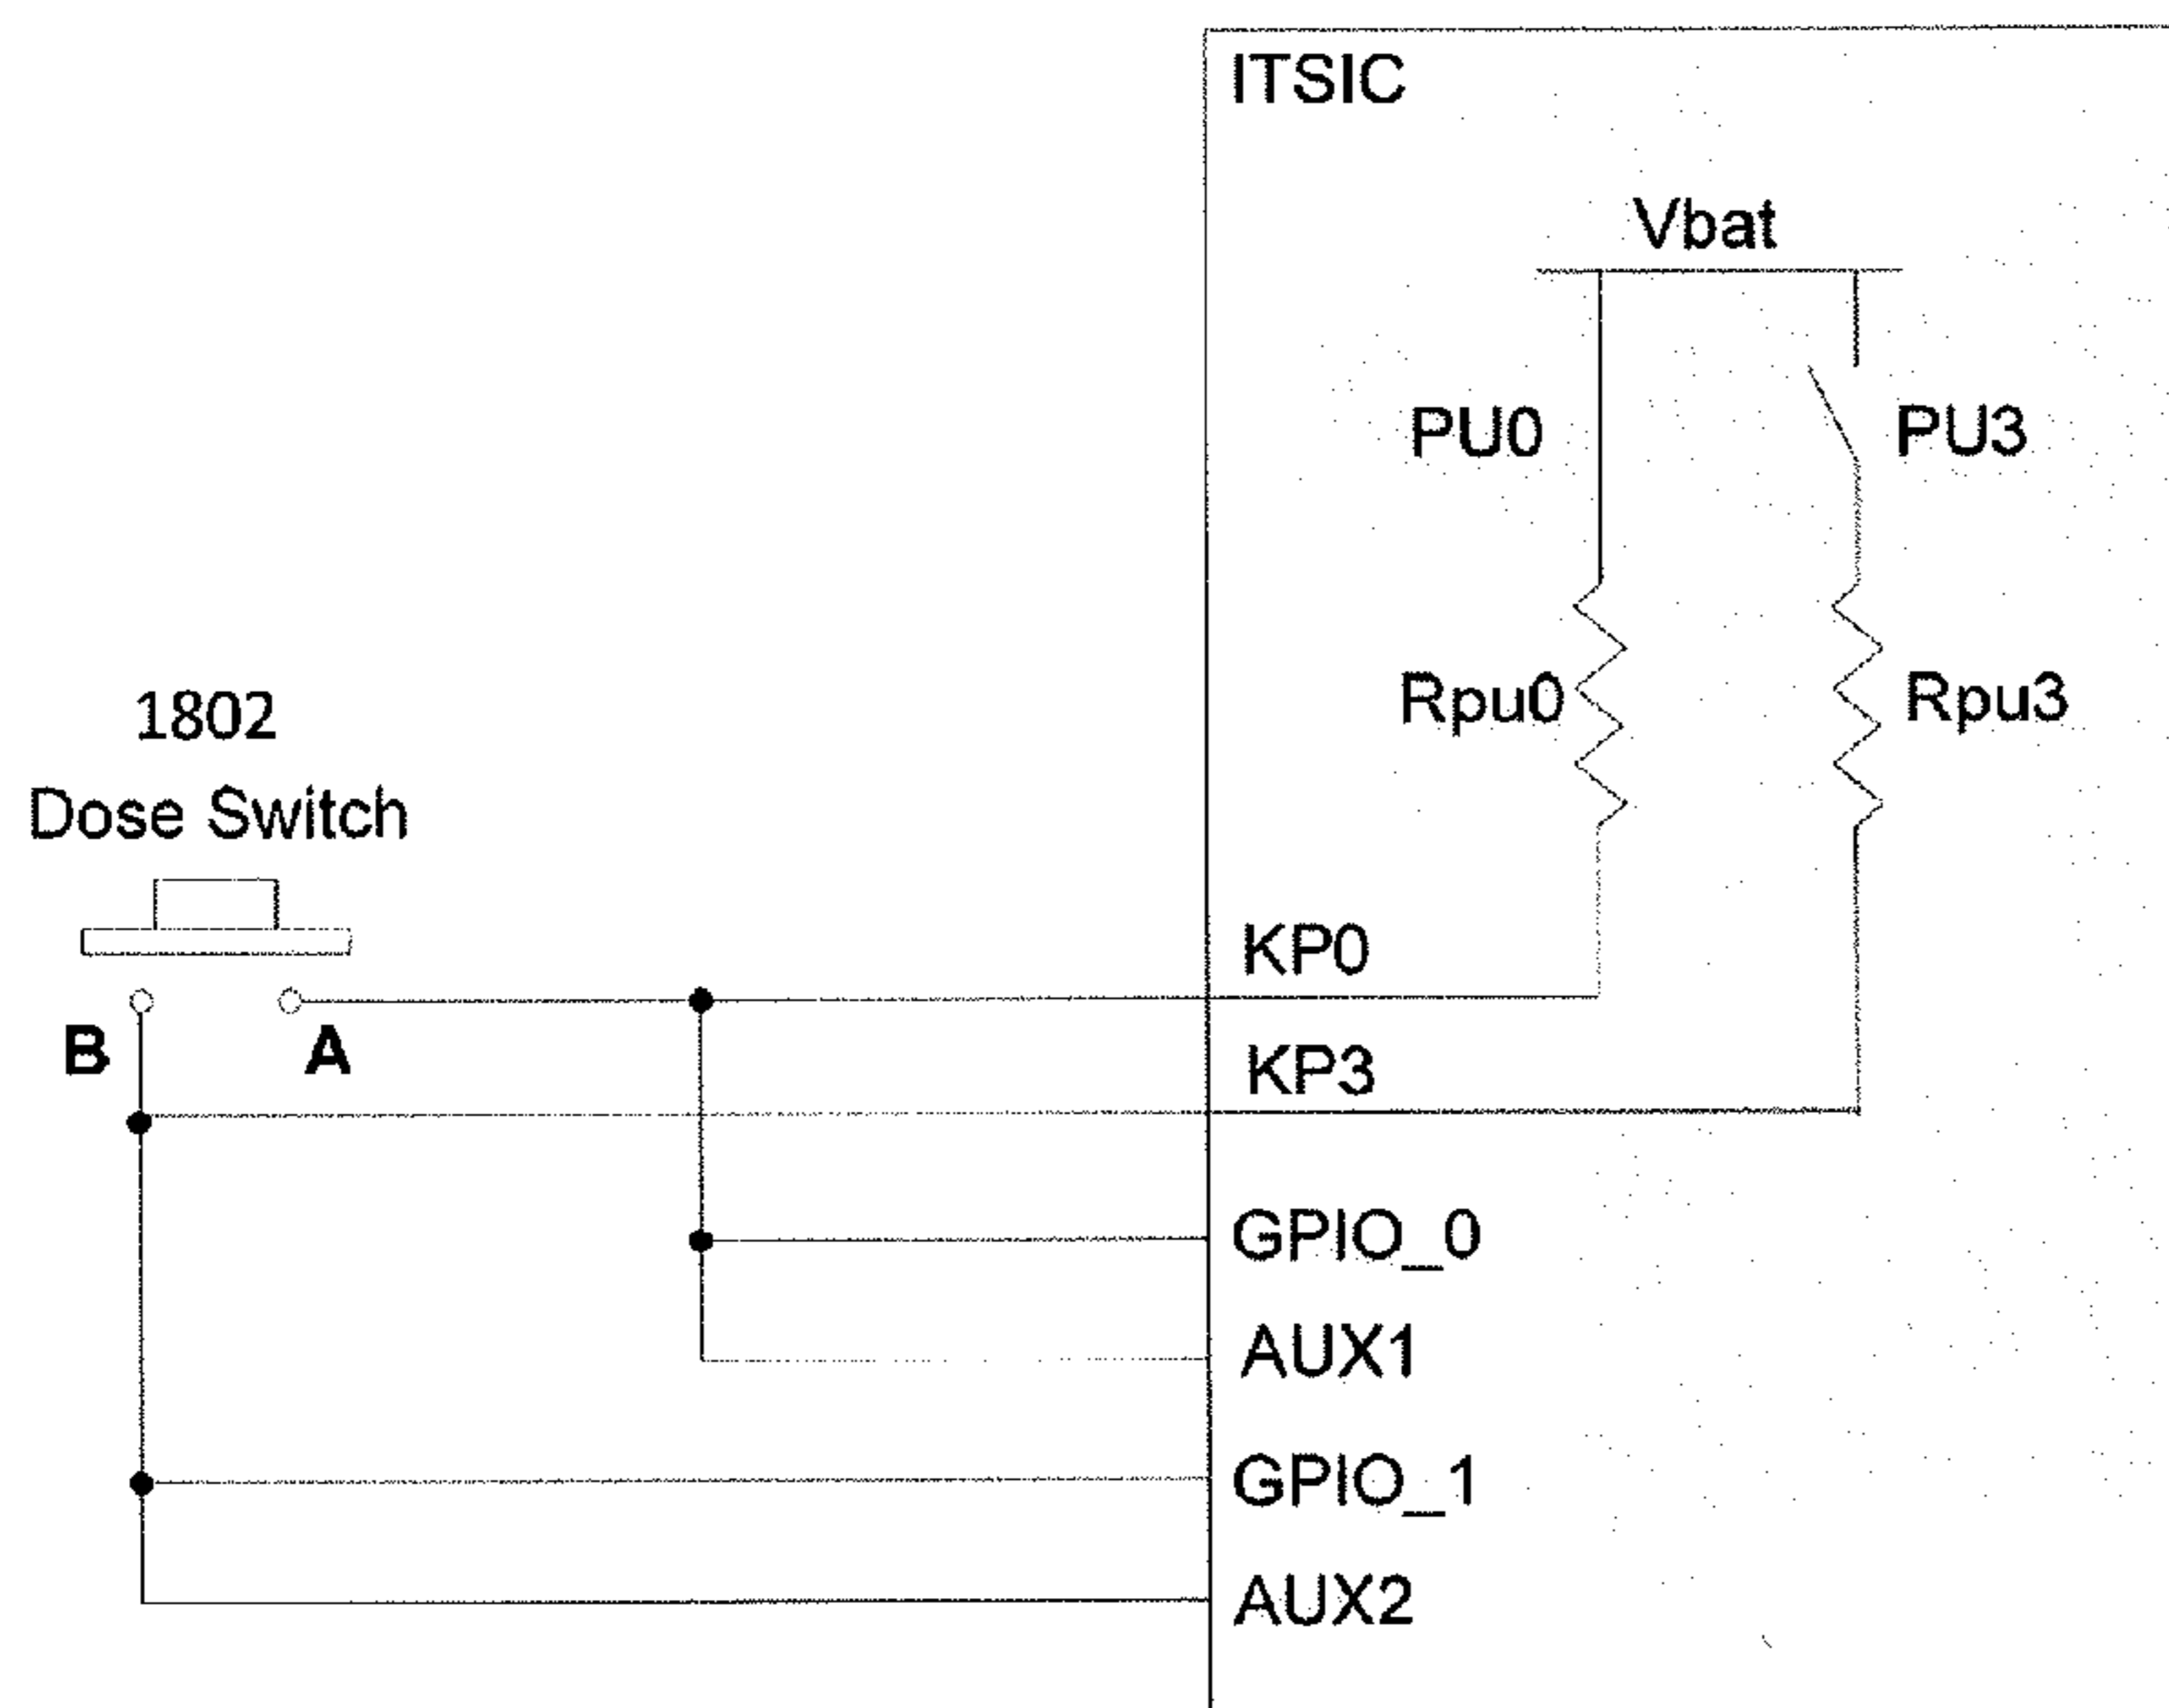 ITSIC
Vbat
PU0
PU3
Rpu0
Rpu3
1802
Dose Switch
KP0
B
A
KP3
GPIO_0
AUX1
GPIO_1
AUX2